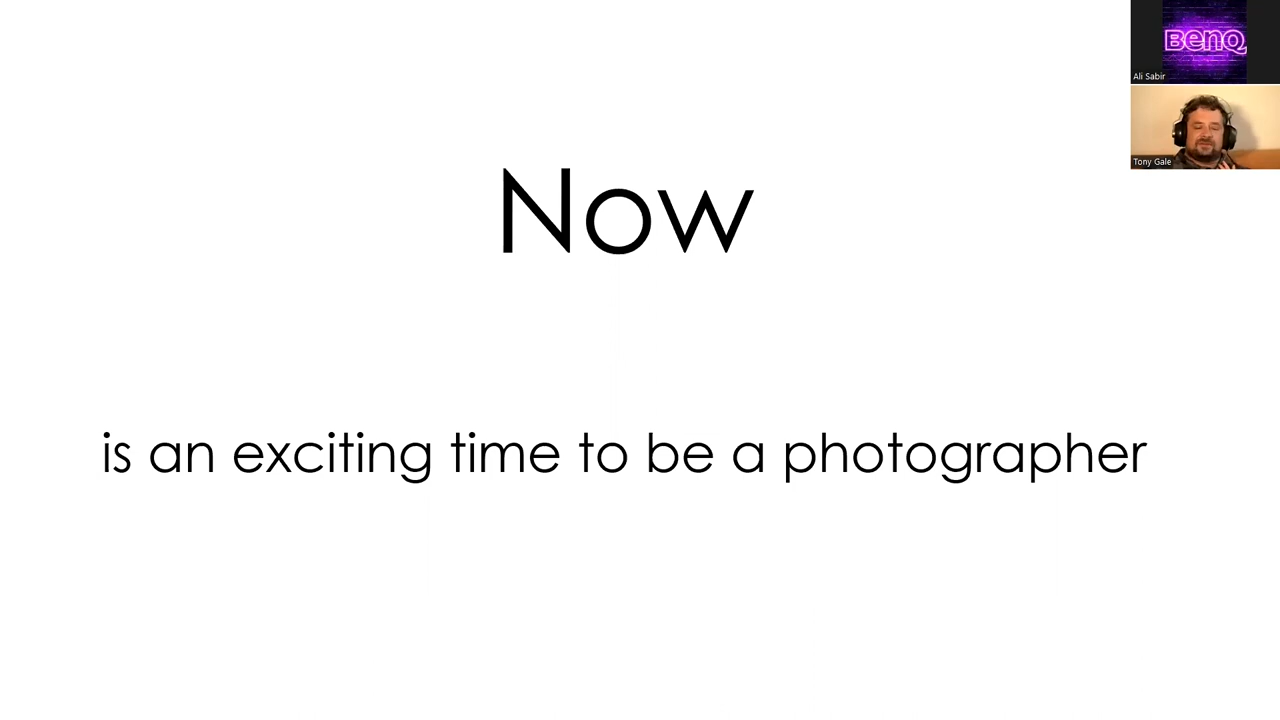 BenQ
Ali Sabir
Tony Gale
Now
is an exciting time to be a photographer